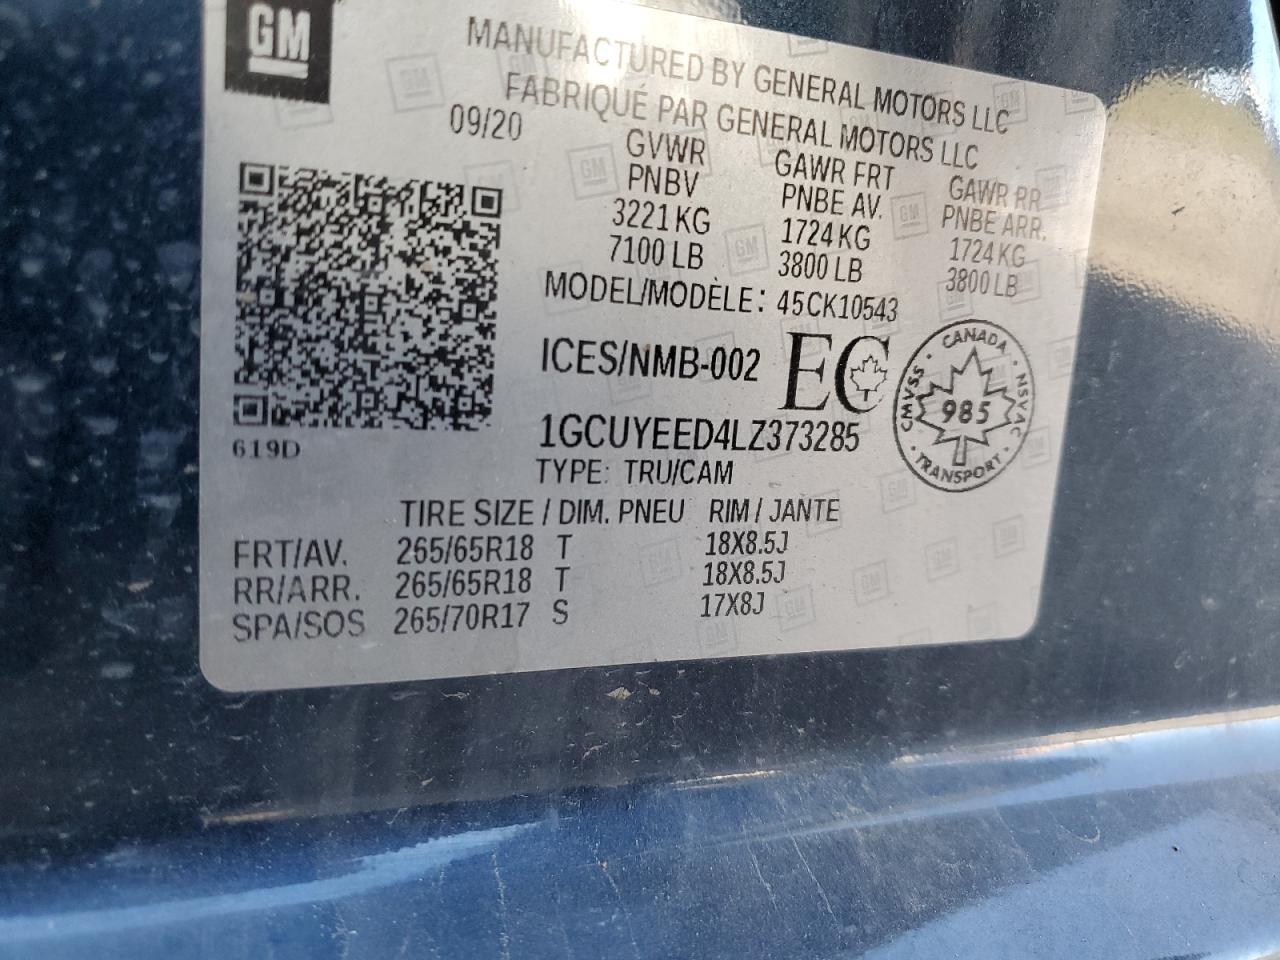 GM
MANUFACTURED BY GENERAL MOTORS LLC
FABRIQUÉ PAR GENERAL MOTORS LLC
09/20
GVWR GAWR FRT GAWR RR
PNBV PNBE AV. PNBE ARR.
3221 KG 1724 KG 1724 KG
7100 LB 3800 LB 3800 LB
MODEL/MODÈLE: 45CK10543
ICES/NMB-002 EC
CANADA
CMVSS 985 NSVAC
TRANSPORT
1GCUYEED4LZ373285
619D
TYPE: TRU/CAM
TIRE SIZE / DIM. PNEU RIM / JANTE
FRT/AV. 265/65R18 T 18X8.5J
RR/ARR. 265/65R18 T 18X8.5J
SPA/SOS 265/70R17 S 17X8J